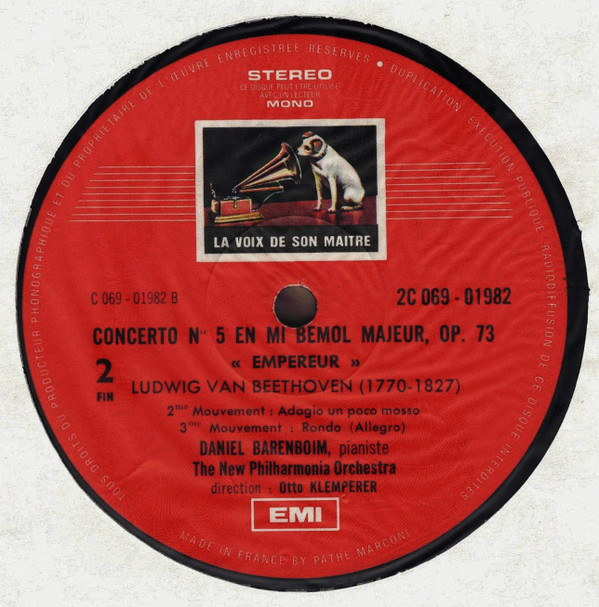 TOUS DROITS DU PRODUCTEUR PHONOGRAPHIQUE ET DU PROPRIETAIRE DE L'ŒUVRE ENREGISTREE RESERVES • DUPLICATION, EXECUTION PUBLIQUE, RADIODIFFUSION DE CE DISQUE INTERDITES
STEREO
CE DISQUE PEUT ETRE UTILISE
AVEC UN LECTEUR
MONO
LA VOIX DE SON MAITRE
C 069 - 01982 B
2C 069 - 01982
CONCERTO N° 5 EN MI BEMOL MAJEUR, OP. 73
« EMPEREUR »
2
FIN
LUDWIG VAN BEETHOVEN (1770-1827)
2me Mouvement : Adagio un poco mosso
3me Mouvement : Rondo (Allegro)
DANIEL BARENBOIM, pianiste
The New Philharmonia Orchestra
direction : Otto KLEMPERER
EMI
MADE IN FRANCE BY PATHE MARCONI